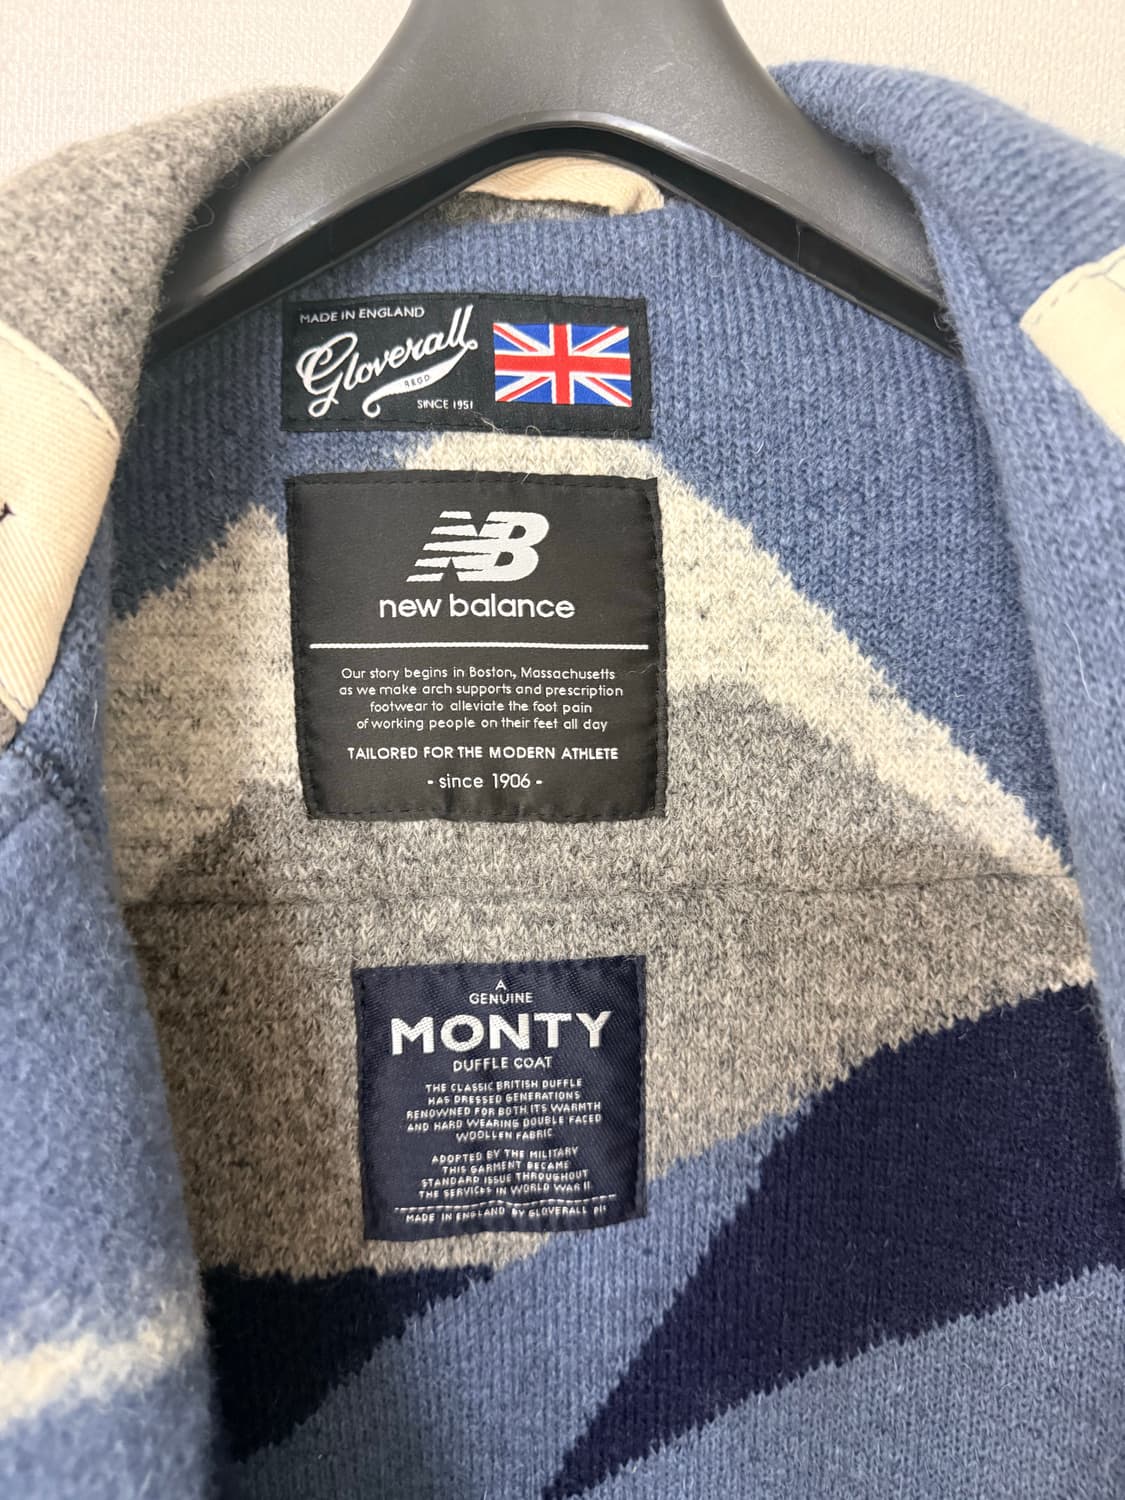 MADE IN ENGLAND
Gloverall
REGD
SINCE 1951
NB
new balance
Our story begins in Boston, Massachusetts
as we make arch supports and prescription
footwear to alleviate the foot pain
of working people on their feet all day
TAILORED FOR THE MODERN ATHLETE
- since 1906 -
A
GENUINE
MONTY
DUFFLE COAT
THE CLASSIC BRITISH DUFFLE
HAS DRESSED GENERATIONS
RENOWNED FOR BOTH ITS WARMTH
AND HARD WEARING DOUBLE FACED
WOOLLEN FABRIC
ADOPTED BY THE MILITARY
THIS GARMENT BECAME
STANDARD ISSUE THROUGHOUT
THE SERVICES IN WORLD WAR II
MADE IN ENGLAND BY GLOVERALL